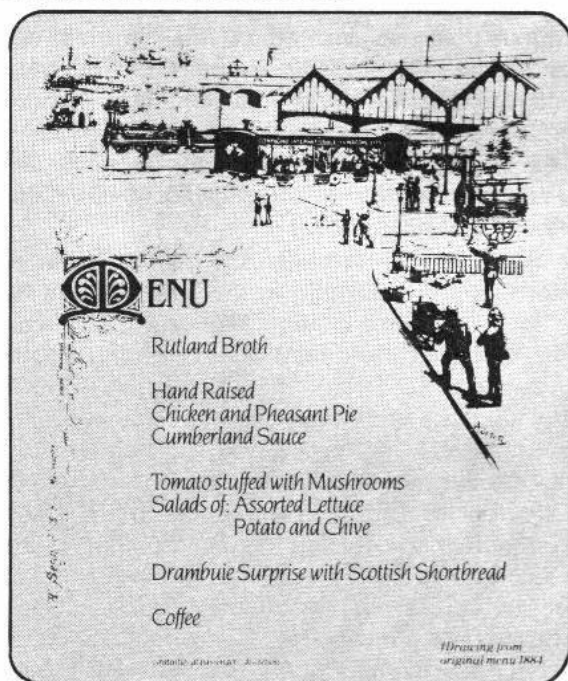 MENU
Rutland Broth
Hand Raised
Chicken and Pheasant Pie
Cumberland Sauce
Tomato stuffed with Mushrooms
Salads of: Assorted Lettuce
Potato and Chive
Drambuie Surprise with Scottish Shortbread
Coffee
†Drawing from
original menu 1884